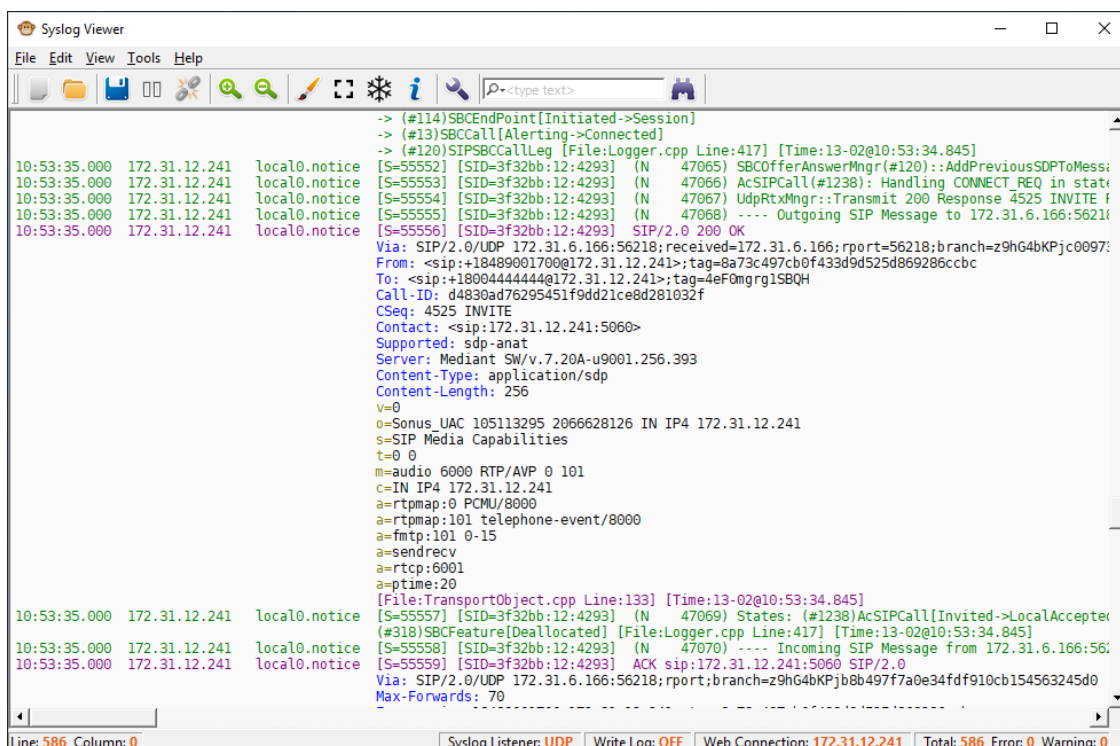 Syslog Viewer
File Edit View Tools Help
<type text>
-> (#114)SBCEndPoint[Initiated->Session]
-> (#13)SBCCall[Alerting->Connected]
-> (#120)SIPSBCCallLeg [File:Logger.cpp Line:417] [Time:13-02@10:53:34.845]
10:53:35.000 172.31.12.241 local0.notice [S=55552] [SID=3f32bb:12:4293] (N 47065) SBCOfferAnswerMngr(#120)::AddPreviousSDPToMessa
10:53:35.000 172.31.12.241 local0.notice [S=55553] [SID=3f32bb:12:4293] (N 47066) AcSIPCall(#1238): Handling CONNECT_REQ in state
10:53:35.000 172.31.12.241 local0.notice [S=55554] [SID=3f32bb:12:4293] (N 47067) UdpRtxMngr::Transmit 200 Response 4525 INVITE
10:53:35.000 172.31.12.241 local0.notice [S=55555] [SID=3f32bb:12:4293] (N 47068) ---- Outgoing SIP Message to 172.31.6.166:56218
10:53:35.000 172.31.12.241 local0.notice [S=55556] [SID=3f32bb:12:4293] SIP/2.0 200 OK
Via: SIP/2.0/UDP 172.31.6.166:56218;received=172.31.6.166;rport=56218;branch=z9hG4bKPjc00973
From: <sip:+18489001700@172.31.12.241>;tag=8a73c497cb0f433d9d525d869286ccbc
To: <sip:+18004444444@172.31.12.241>;tag=4eF0mgrg1SBQH
Call-ID: d4830ad76295451f9dd21ce8d281032f
CSeq: 4525 INVITE
Contact: <sip:172.31.12.241:5060>
Supported: sdp-anat
Server: Mediant SW/v.7.20A-u9001.256.393
Content-Type: application/sdp
Content-Length: 256
v=0
o=Sonus_UAC 105113295 2066628126 IN IP4 172.31.12.241
s=SIP Media Capabilities
t=0 0
m=audio 6000 RTP/AVP 0 101
c=IN IP4 172.31.12.241
a=rtpmap:0 PCMU/8000
a=rtpmap:101 telephone-event/8000
a=fmtp:101 0-15
a=sendrecv
a=rtcp:6001
a=ptime:20
[File:TransportObject.cpp Line:133] [Time:13-02@10:53:34.845]
10:53:35.000 172.31.12.241 local0.notice [S=55557] [SID=3f32bb:12:4293] (N 47069) States: (#1238)AcSIPCall[Invited->LocalAccepted
(#318)SBCFeature[Deallocated] [File:Logger.cpp Line:417] [Time:13-02@10:53:34.845]
10:53:35.000 172.31.12.241 local0.notice [S=55558] [SID=3f32bb:12:4293] (N 47070) ---- Incoming SIP Message from 172.31.6.166:562
10:53:35.000 172.31.12.241 local0.notice [S=55559] [SID=3f32bb:12:4293] ACK sip:172.31.12.241:5060 SIP/2.0
Via: SIP/2.0/UDP 172.31.6.166:56218;rport;branch=z9hG4bKPjb8b497f7a0e34fdf910cb154563245d0
Max-Forwards: 70
Line: 586 Column: 0 Syslog Listener: UDP Write Log: OFF Web Connection: 172.31.12.241 Total: 586 Error: 0 Warning: 0